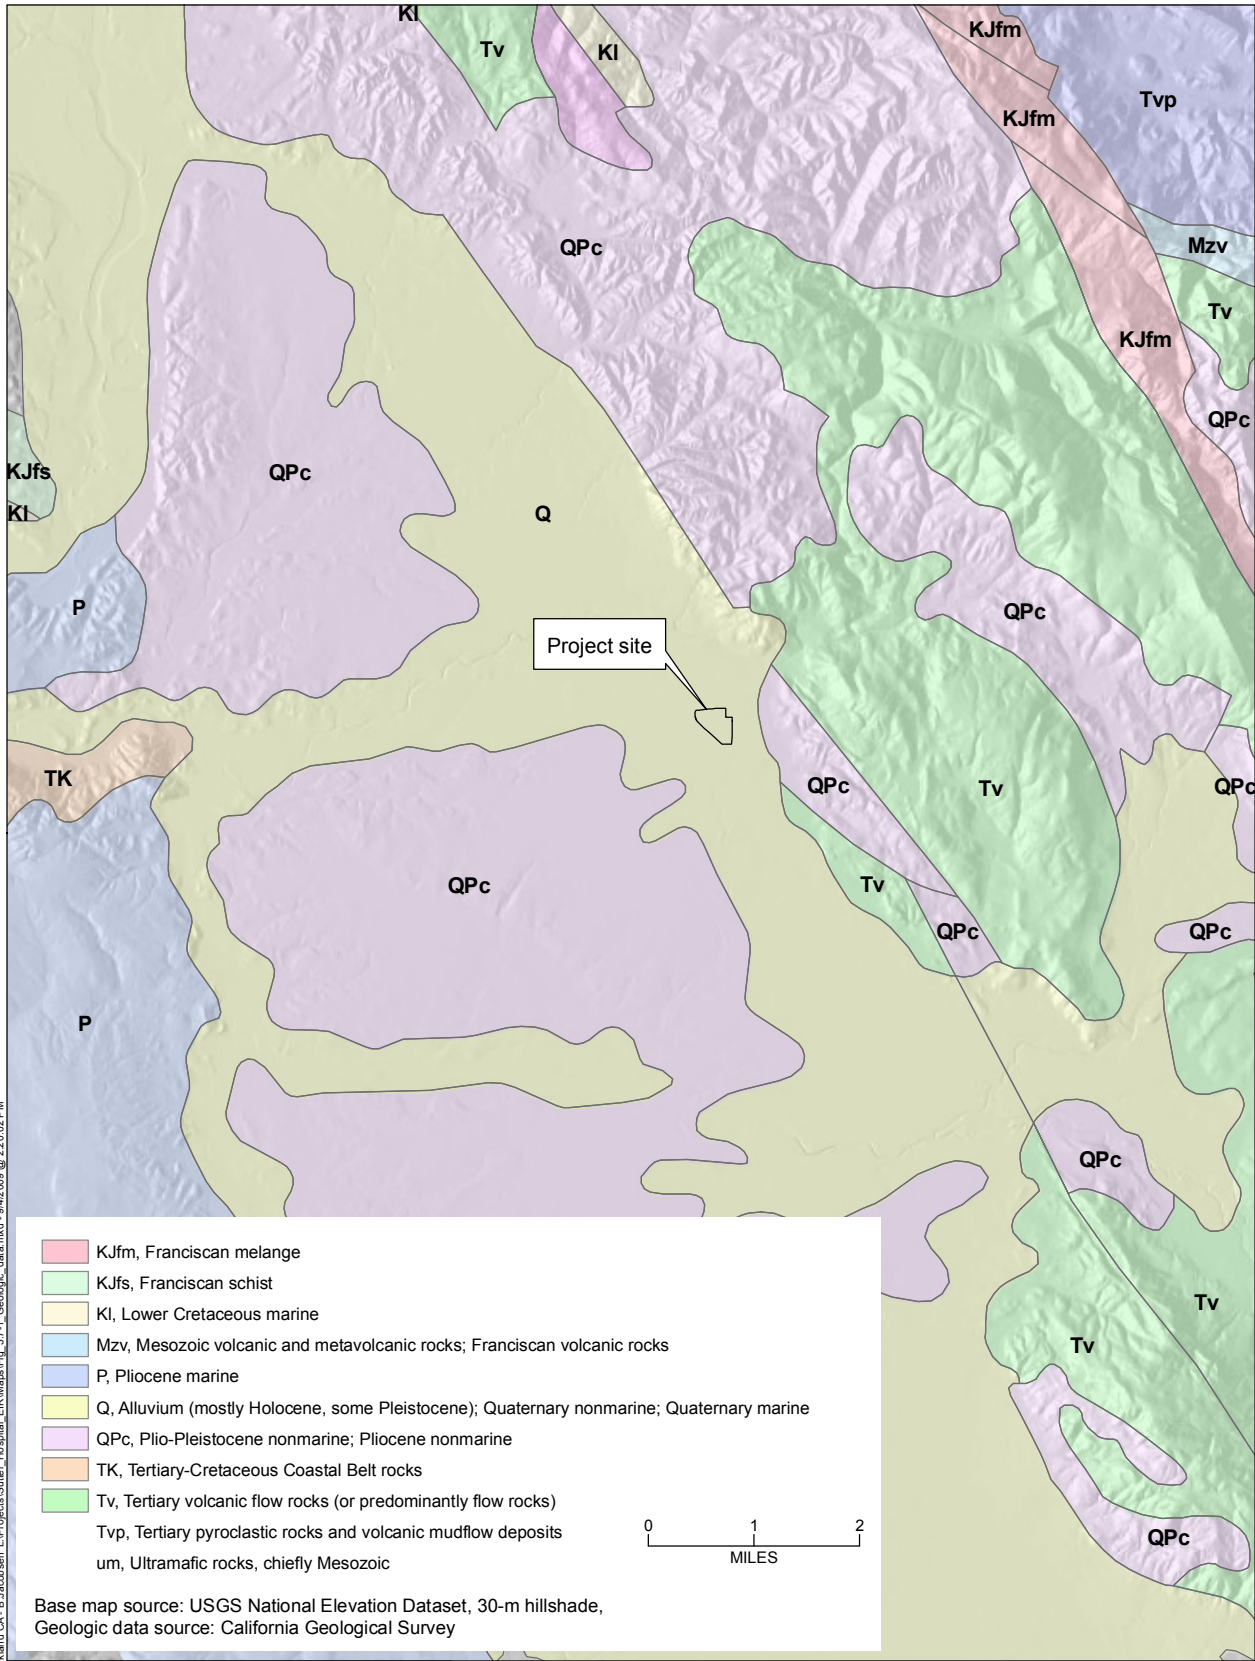 Kl
Tv
Kl
KJfm
Tvp
KJfm
QPc
Mzv
Tv
KJfm
QPc
KJfs
QPc
Q
Kl
P
QPc
Project site
TK
QPc
Tv
QPc
QPc
Tv
QPc
QPc
P
QPc
Tv
Tv
QPc
KJfm, Franciscan melange
KJfs, Franciscan schist
Kl, Lower Cretaceous marine
Mzv, Mesozoic volcanic and metavolcanic rocks; Franciscan volcanic rocks
P, Pliocene marine
Q, Alluvium (mostly Holocene, some Pleistocene); Quaternary nonmarine; Quaternary marine
QPc, Plio-Pleistocene nonmarine; Pliocene nonmarine
TK, Tertiary-Cretaceous Coastal Belt rocks
Tv, Tertiary volcanic flow rocks (or predominantly flow rocks)
Tvp, Tertiary pyroclastic rocks and volcanic mudflow deposits
um, Ultramafic rocks, chiefly Mesozoic
0 1 2
MILES
Base map source: USGS National Elevation Dataset, 30-m hillshade,
Geologic data source: California Geological Survey